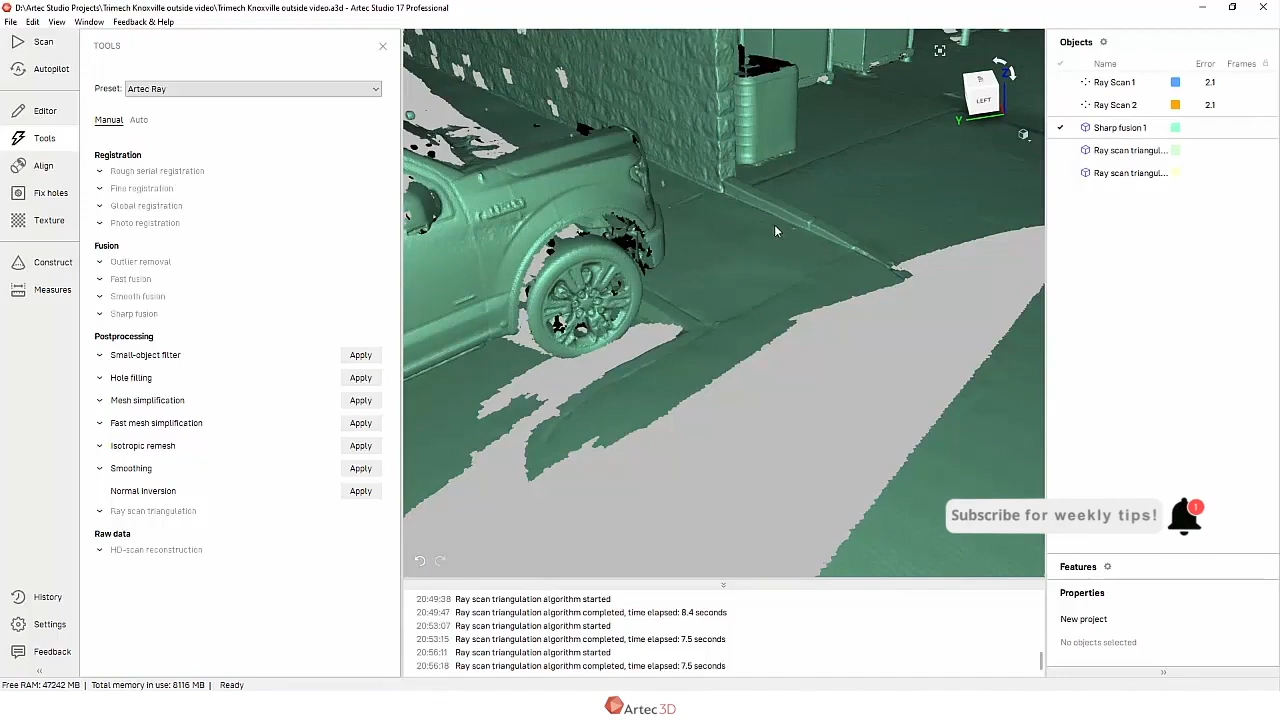 D:\Artec Studio Projects\Trimech Knoxville outside video\Trimech Knoxville outside video.a3d - Artec Studio 17 Professional
File Edit View Window Feedback & Help
Scan
Autopilot
Editor
Tools
Align
Fix holes
Texture
Construct
Measures
History
Settings
Feedback
TOOLS
Preset: Artec Ray
Manual Auto
Registration
Rough serial registration
Fine registration
Global registration
Photo registration
Fusion
Outlier removal
Fast fusion
Smooth fusion
Sharp fusion
Postprocessing
Small-object filter Apply
Hole filling Apply
Mesh simplification Apply
Fast mesh simplification Apply
Isotropic remesh Apply
Smoothing Apply
Normal inversion Apply
Ray scan triangulation
Raw data
HD-scan reconstruction
Z
LEFT
Y
20:49:38 Ray scan triangulation algorithm started
20:49:47 Ray scan triangulation algorithm completed, time elapsed: 8.4 seconds
20:53:07 Ray scan triangulation algorithm started
20:53:15 Ray scan triangulation algorithm completed, time elapsed: 7.5 seconds
20:56:11 Ray scan triangulation algorithm started
20:56:18 Ray scan triangulation algorithm completed, time elapsed: 7.5 seconds
Objects
Name Error Frames
Ray Scan 1 2.1
Ray Scan 2 2.1
Sharp fusion 1
Ray scan triangul...
Ray scan triangul...
Subscribe for weekly tips! 1
Features
Properties
New project
No objects selected
Free RAM: 47242 MB | Total memory in use: 8116 MB | Ready
Artec3D